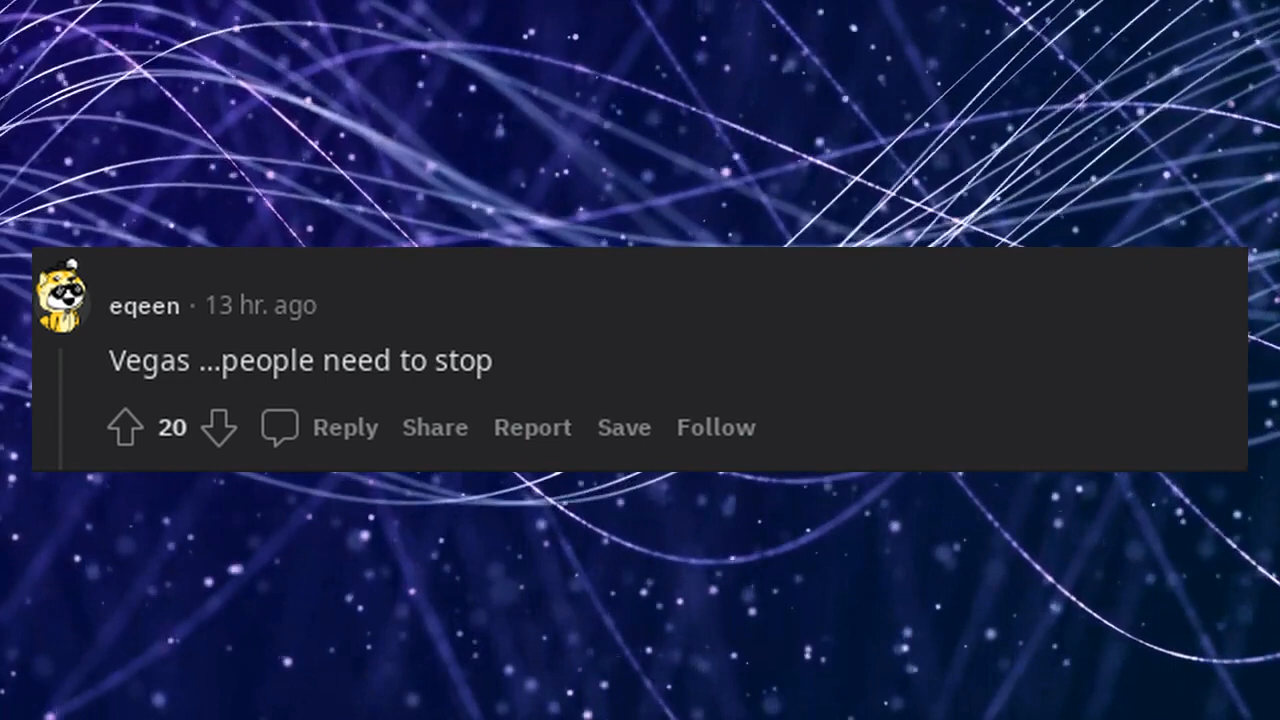 eqeen · 13 hr. ago
Vegas ...people need to stop
20 Reply Share Report Save Follow